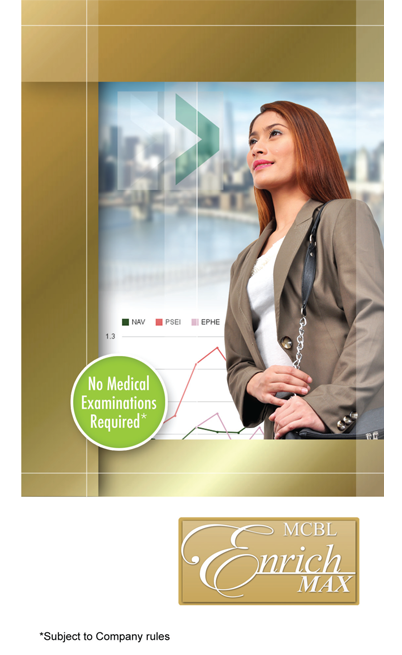 NAV PSEI EPHE
1.3
No Medical
Examinations
Required*
MCBL
Enrich
MAX
*Subject to Company rules